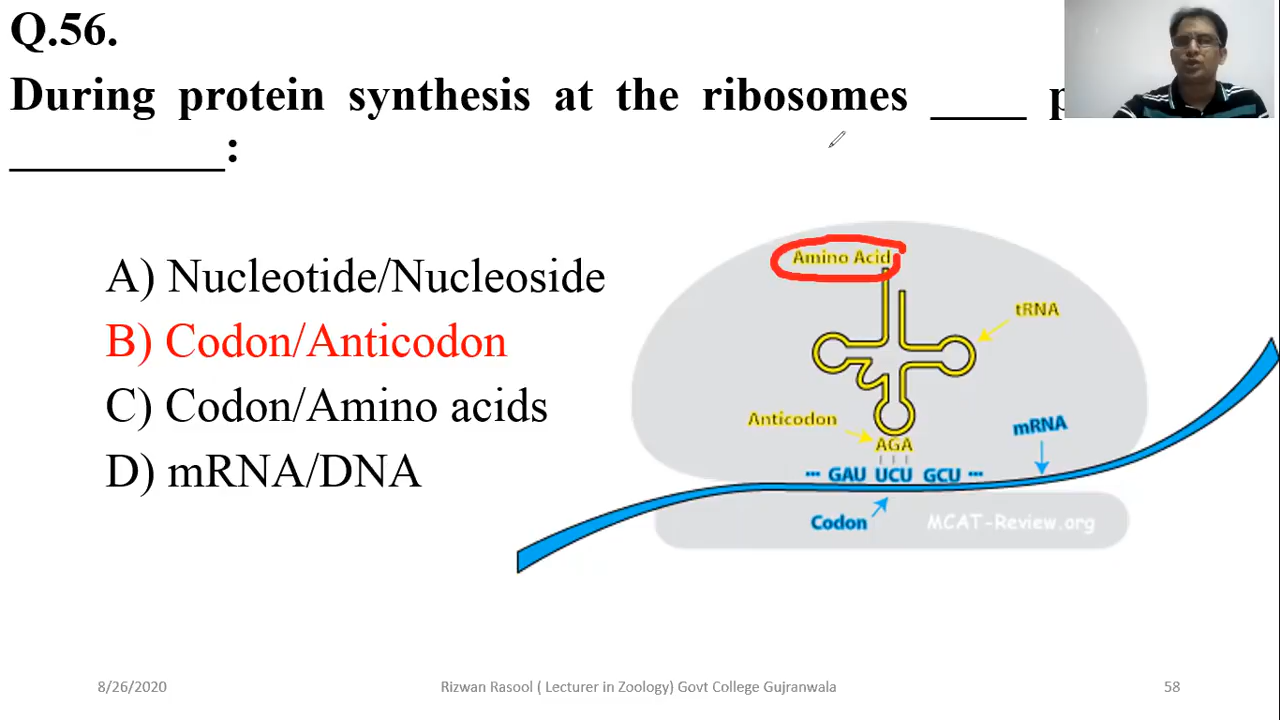 Q.56.
During protein synthesis at the ribosomes ____
_________:
A) Nucleotide/Nucleoside
B) Codon/Anticodon
C) Codon/Amino acids
D) mRNA/DNA
Amino Acid
tRNA
Anticodon
AGA
mRNA
... GAU UCU GCU ...
Codon
MCAT-Review.org
8/26/2020
Rizwan Rasool ( Lecturer in Zoology) Govt College Gujranwala
58